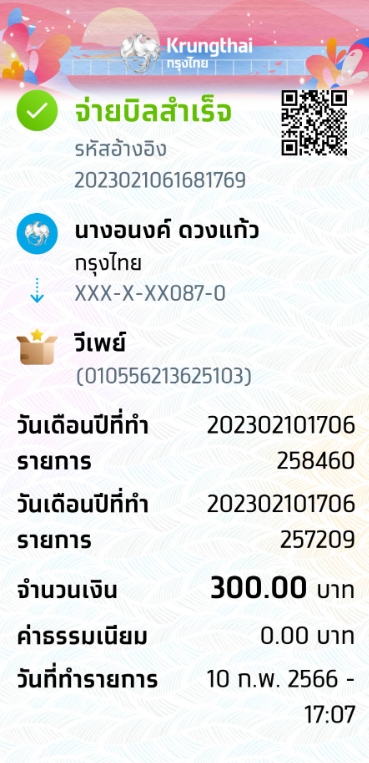 Krungthai
กรุงไทย
จ่ายบิลสำเร็จ
รหัสอ้างอิง
2023021061681769
นางอนงค์ ดวงแก้ว
กรุงไทย
XXX-X-XX087-0
วีเพย์
(010556213625103)
วันเดือนปีที่ทำ 202302101706
รายการ 258460
วันเดือนปีที่ทำ 202302101706
รายการ 257209
จำนวนเงิน 300.00 บาท
ค่าธรรมเนียม 0.00 บาท
วันที่ทำรายการ 10 ก.พ. 2566 -
17:07